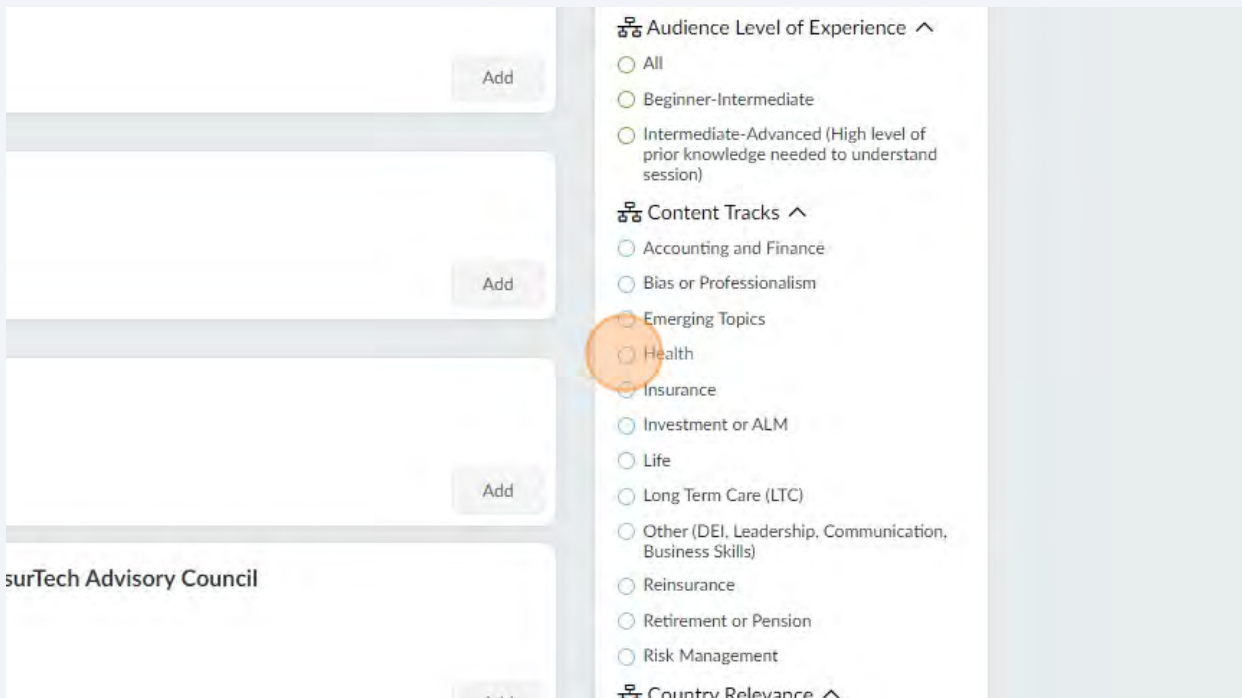 Audience Level of Experience
All
Add
Beginner-Intermediate
Intermediate-Advanced (High level of
prior knowledge needed to understand
session)
Content Tracks
Accounting and Finance
Add
Bias or Professionalism
Emerging Topics
Health
Insurance
Investment or ALM
Life
Add
Long Term Care (LTC)
Other (DEI, Leadership, Communication,
Business Skills)
surTech Advisory Council
Reinsurance
Retirement or Pension
Risk Management
Country Relevance